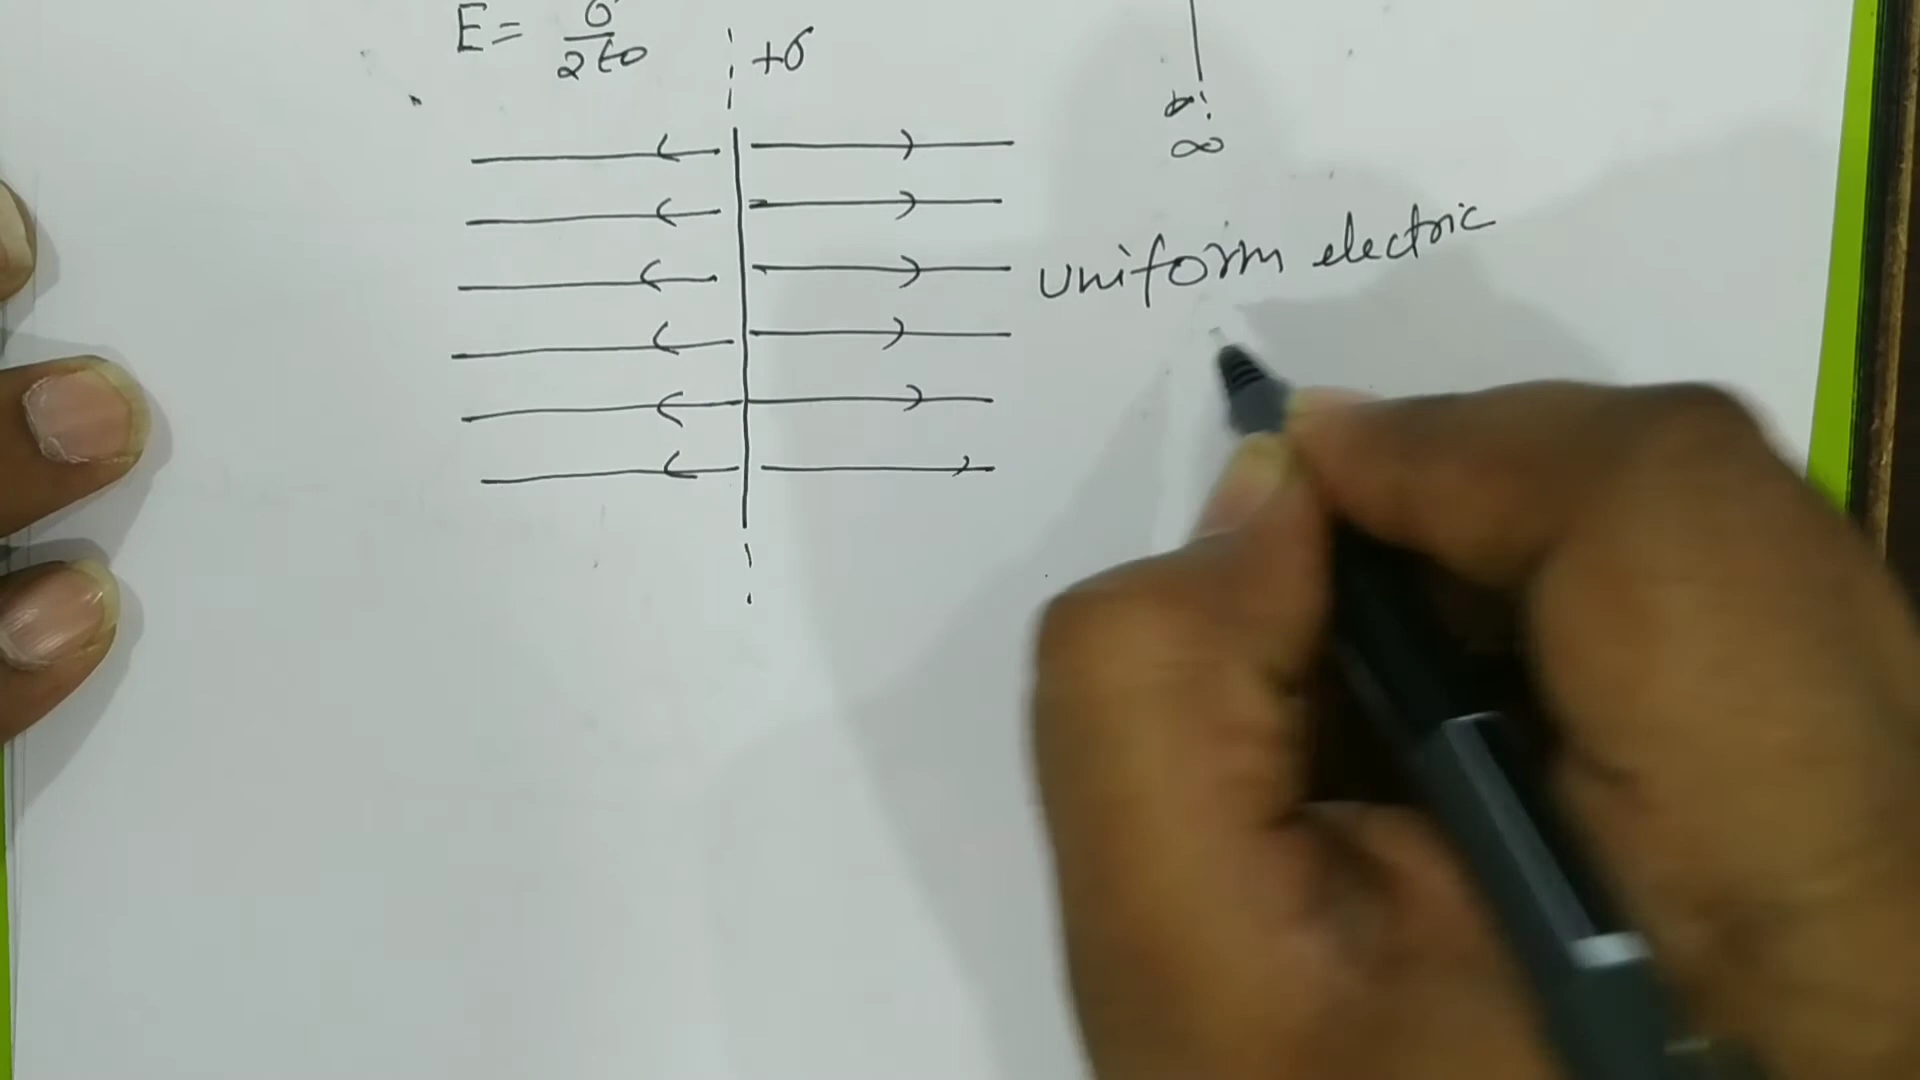 E = σ/2ϵ0
+σ
∞
uniform electric